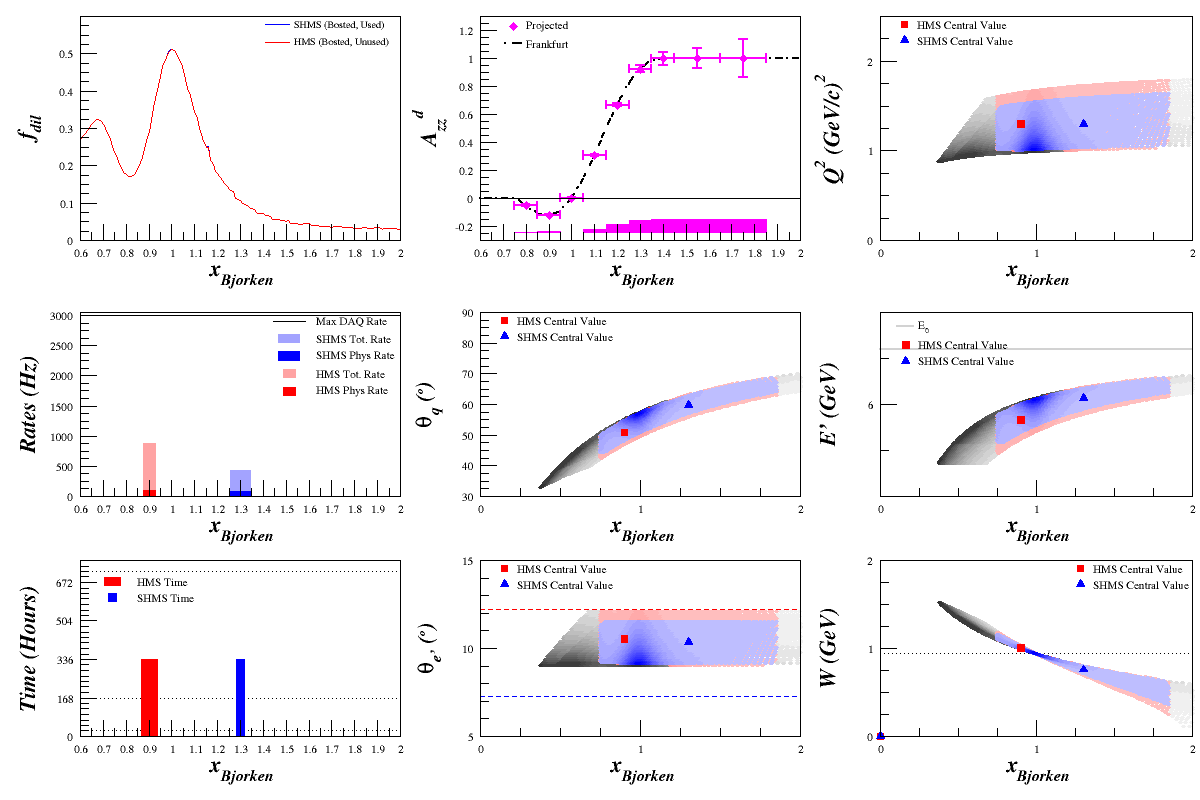 SHMS (Bosted, Used)
HMS (Bosted, Unused)
f_dil
0.5
0.4
0.3
0.2
0.1
0
0.6 0.7 0.8 0.9 1 1.1 1.2 1.3 1.4 1.5 1.6 1.7 1.8 1.9 2
x_Bjorken
Projected
Frankfurt
A_zz^d
1.2
1
0.8
0.6
0.4
0.2
0
-0.2
0.6 0.7 0.8 0.9 1 1.1 1.2 1.3 1.4 1.5 1.6 1.7 1.8 1.9 2
x_Bjorken
HMS Central Value
SHMS Central Value
Q^2 (GeV/c)^2
2
1
0
0 1 2
x_Bjorken
Max DAQ Rate
SHMS Tot. Rate
SHMS Phys Rate
HMS Tot. Rate
HMS Phys Rate
Rates (Hz)
3000
2500
2000
1500
1000
500
0
0.6 0.7 0.8 0.9 1 1.1 1.2 1.3 1.4 1.5 1.6 1.7 1.8 1.9 2
x_Bjorken
HMS Central Value
SHMS Central Value
θ_q (°)
90
80
70
60
50
40
30
0 1 2
x_Bjorken
E_0
HMS Central Value
SHMS Central Value
E' (GeV)
6
0 1 2
x_Bjorken
HMS Time
SHMS Time
Time (Hours)
672
504
336
168
0
0.6 0.7 0.8 0.9 1 1.1 1.2 1.3 1.4 1.5 1.6 1.7 1.8 1.9 2
x_Bjorken
HMS Central Value
SHMS Central Value
θ_e' (°)
15
10
5
0 1 2
x_Bjorken
HMS Central Value
SHMS Central Value
W (GeV)
2
1
0
0 1 2
x_Bjorken